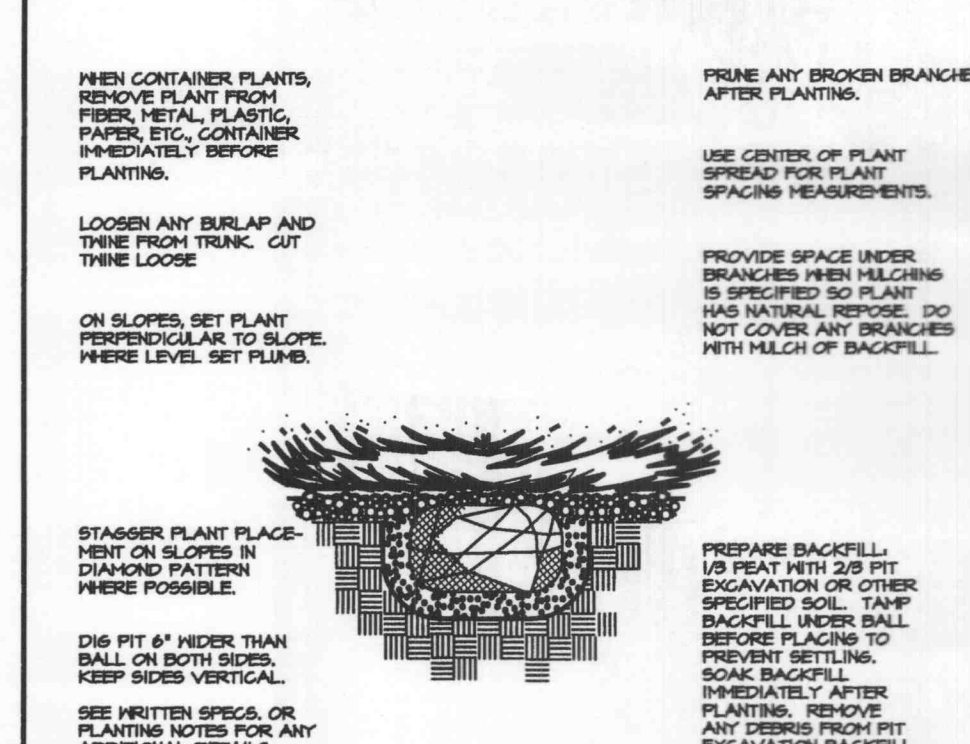 WHEN CONTAINER PLANTS,
REMOVE PLANT FROM
FIBER, METAL, PLASTIC,
PAPER, ETC., CONTAINER
IMMEDIATELY BEFORE
PLANTING.
LOOSEN ANY BURLAP AND
TWINE FROM TRUNK. CUT
TWINE LOOSE
ON SLOPES, SET PLANT
PERPENDICULAR TO SLOPE.
WHERE LEVEL SET PLUMB.
STAGGER PLANT PLACE-
MENT ON SLOPES IN
DIAMOND PATTERN
WHERE POSSIBLE.
DIG PIT 6" WIDER THAN
BALL ON BOTH SIDES.
KEEP SIDES VERTICAL.
SEE WRITTEN SPECS. OR
PLANTING NOTES FOR ANY
ADDITIONAL DETAILS
PRUNE ANY BROKEN BRANCHE
AFTER PLANTING.
USE CENTER OF PLANT
SPREAD FOR PLANT
SPACING MEASUREMENTS.
PROVIDE SPACE UNDER
BRANCHES WHEN MULCHING
IS SPECIFIED SO PLANT
HAS NATURAL REPOSE. DO
NOT COVER ANY BRANCHES
WITH MULCH OF BACKFILL.
PREPARE BACKFILL:
1/3 PEAT WITH 2/3 PIT
EXCAVATION OR OTHER
SPECIFIED SOIL. TAMP
BACKFILL UNDER BALL
BEFORE PLACING TO
PREVENT SETTLING.
SOAK BACKFILL
IMMEDIATELY AFTER
PLANTING. REMOVE
ANY DEBRIS FROM PIT
EXCAVATION BACKFILL